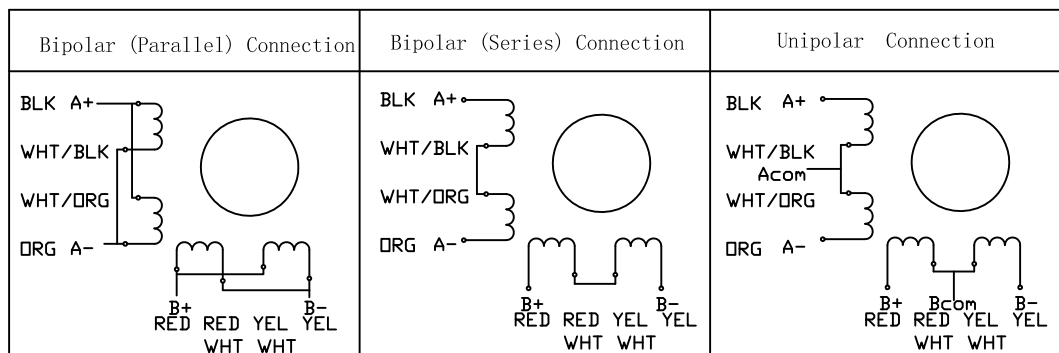 Bipolar (Parallel) Connection
Bipolar (Series) Connection
Unipolar Connection
BLK A+
WHT/BLK
WHT/ORG
ORG A-
B+ B-
RED RED YEL YEL
WHT WHT
BLK A+
WHT/BLK
WHT/ORG
ORG A-
B+ B-
RED RED YEL YEL
WHT WHT
BLK A+
WHT/BLK
Acom
WHT/ORG
ORG A-
B+ Bcom B-
RED RED YEL YEL
WHT WHT